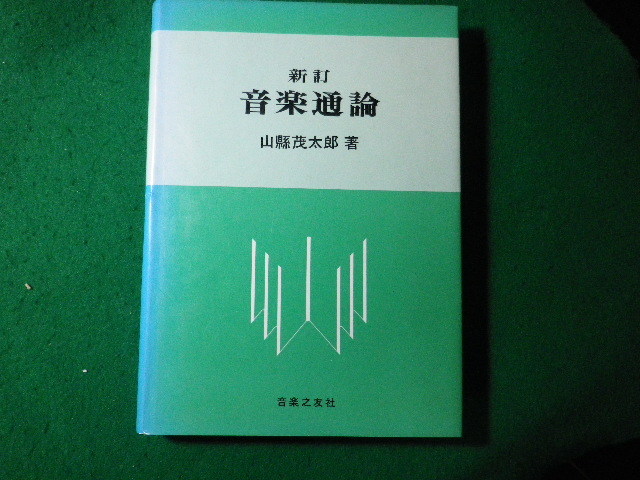 新訂
音楽通論
山縣茂太郎 著
音楽之友社